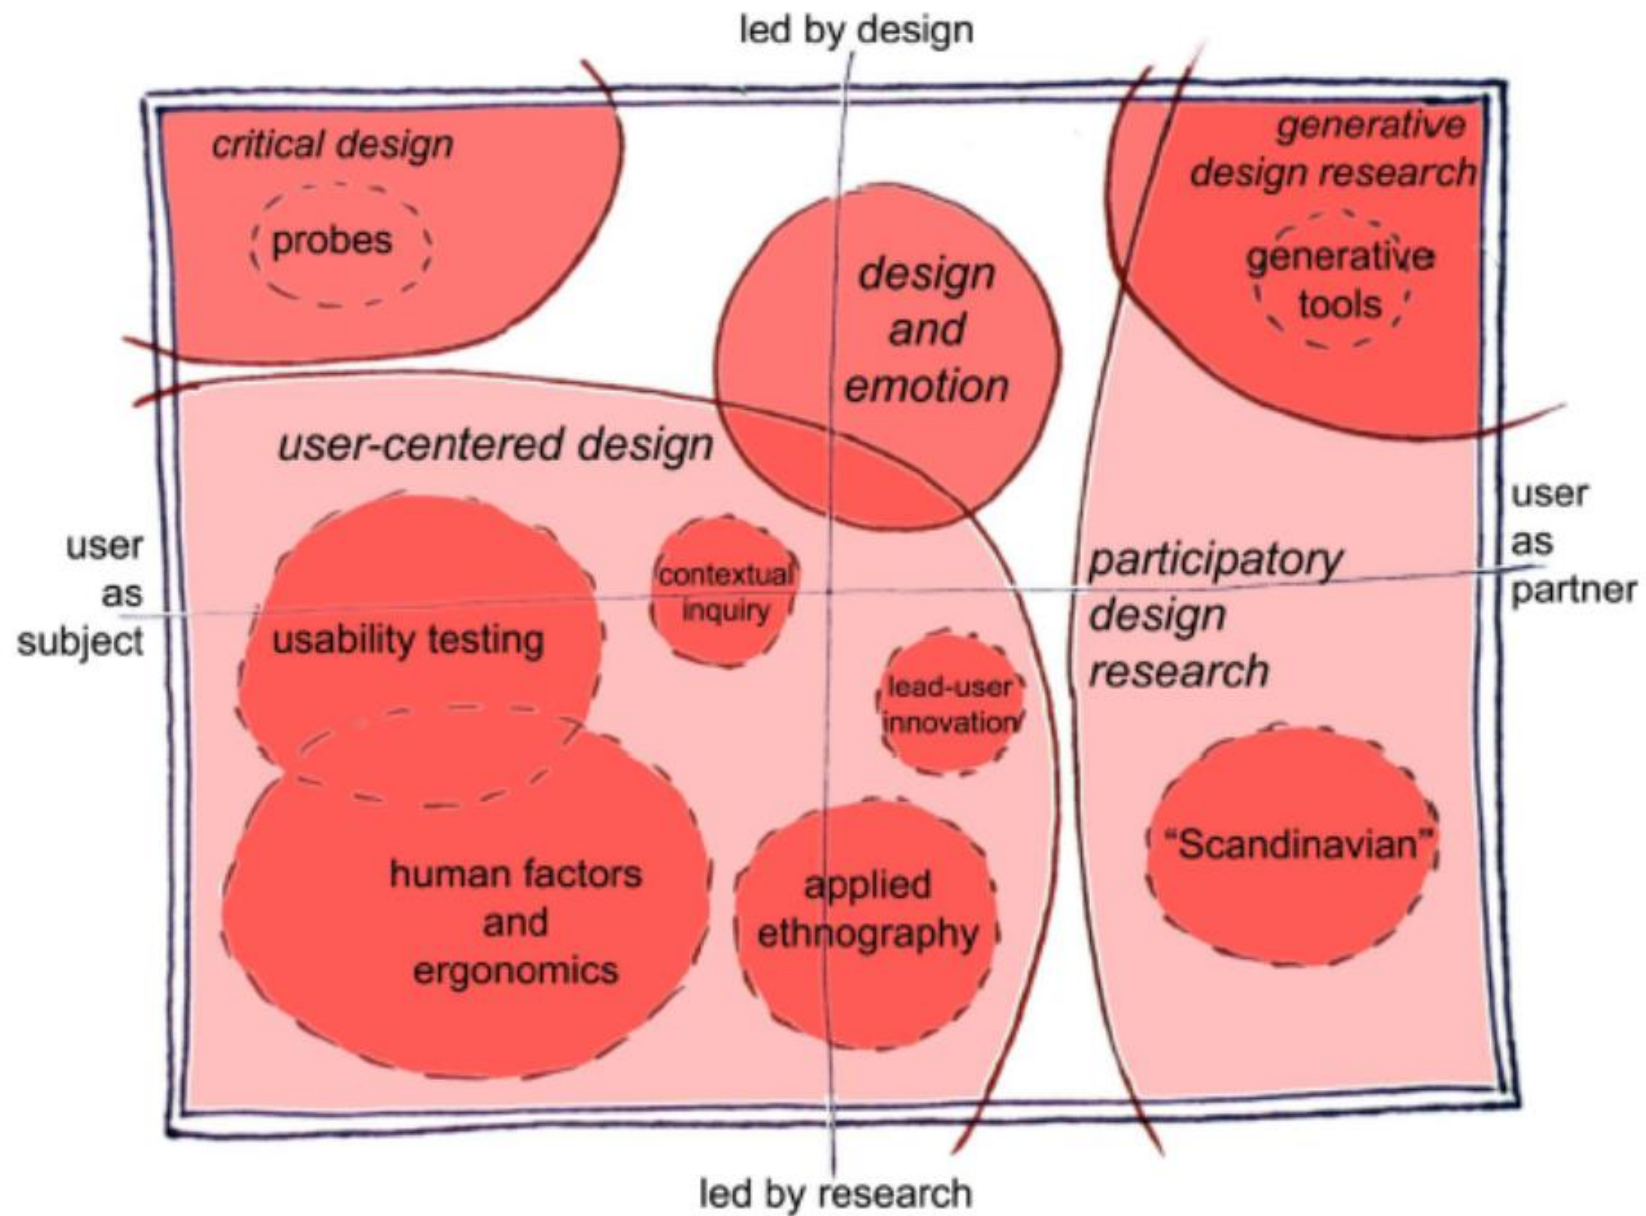 led by design
critical design
probes
generative
design research
generative
tools
design
and
emotion
user-centered design
user
as
subject
user
as
partner
contextual
inquiry
usability testing
participatory
design
research
lead-user
innovation
human factors
and
ergonomics
applied
ethnography
“Scandinavian”
led by research